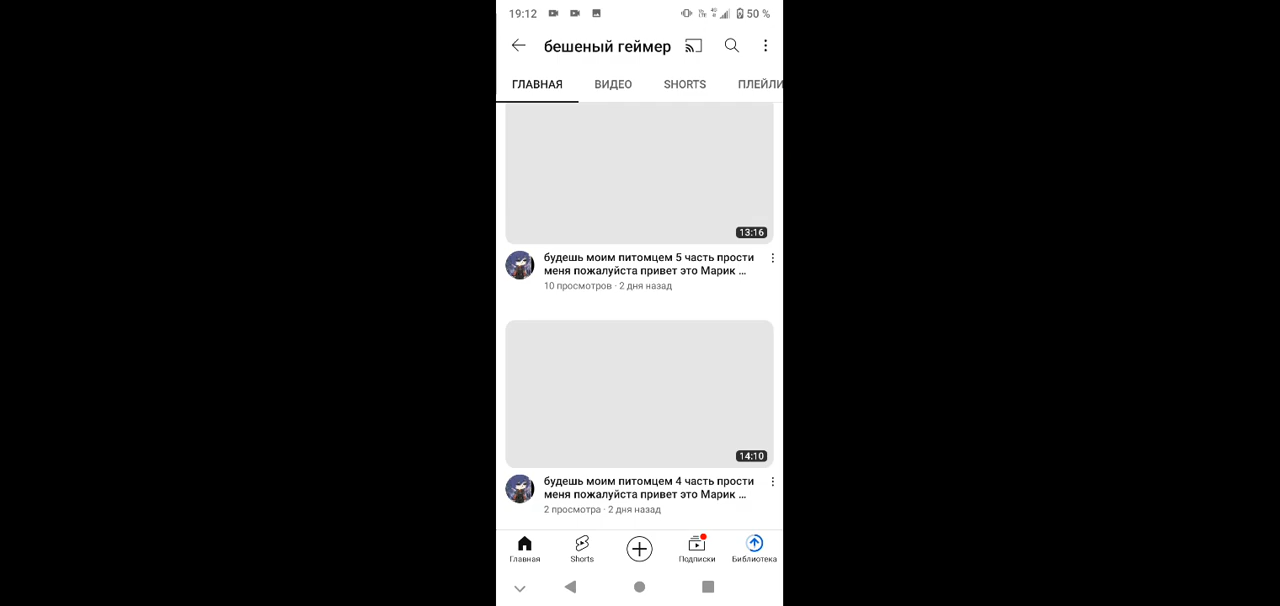 19:12 50 %
бешеный геймер
ГЛАВНАЯ ВИДЕО SHORTS ПЛЕЙЛИ
13:16
будешь моим питомцем 5 часть прости
меня пожалуйста привет это Марик ...
10 просмотров · 2 дня назад
14:10
будешь моим питомцем 4 часть прости
меня пожалуйста привет это Марик ...
2 просмотра · 2 дня назад
Главная Shorts Подписки Библиотека